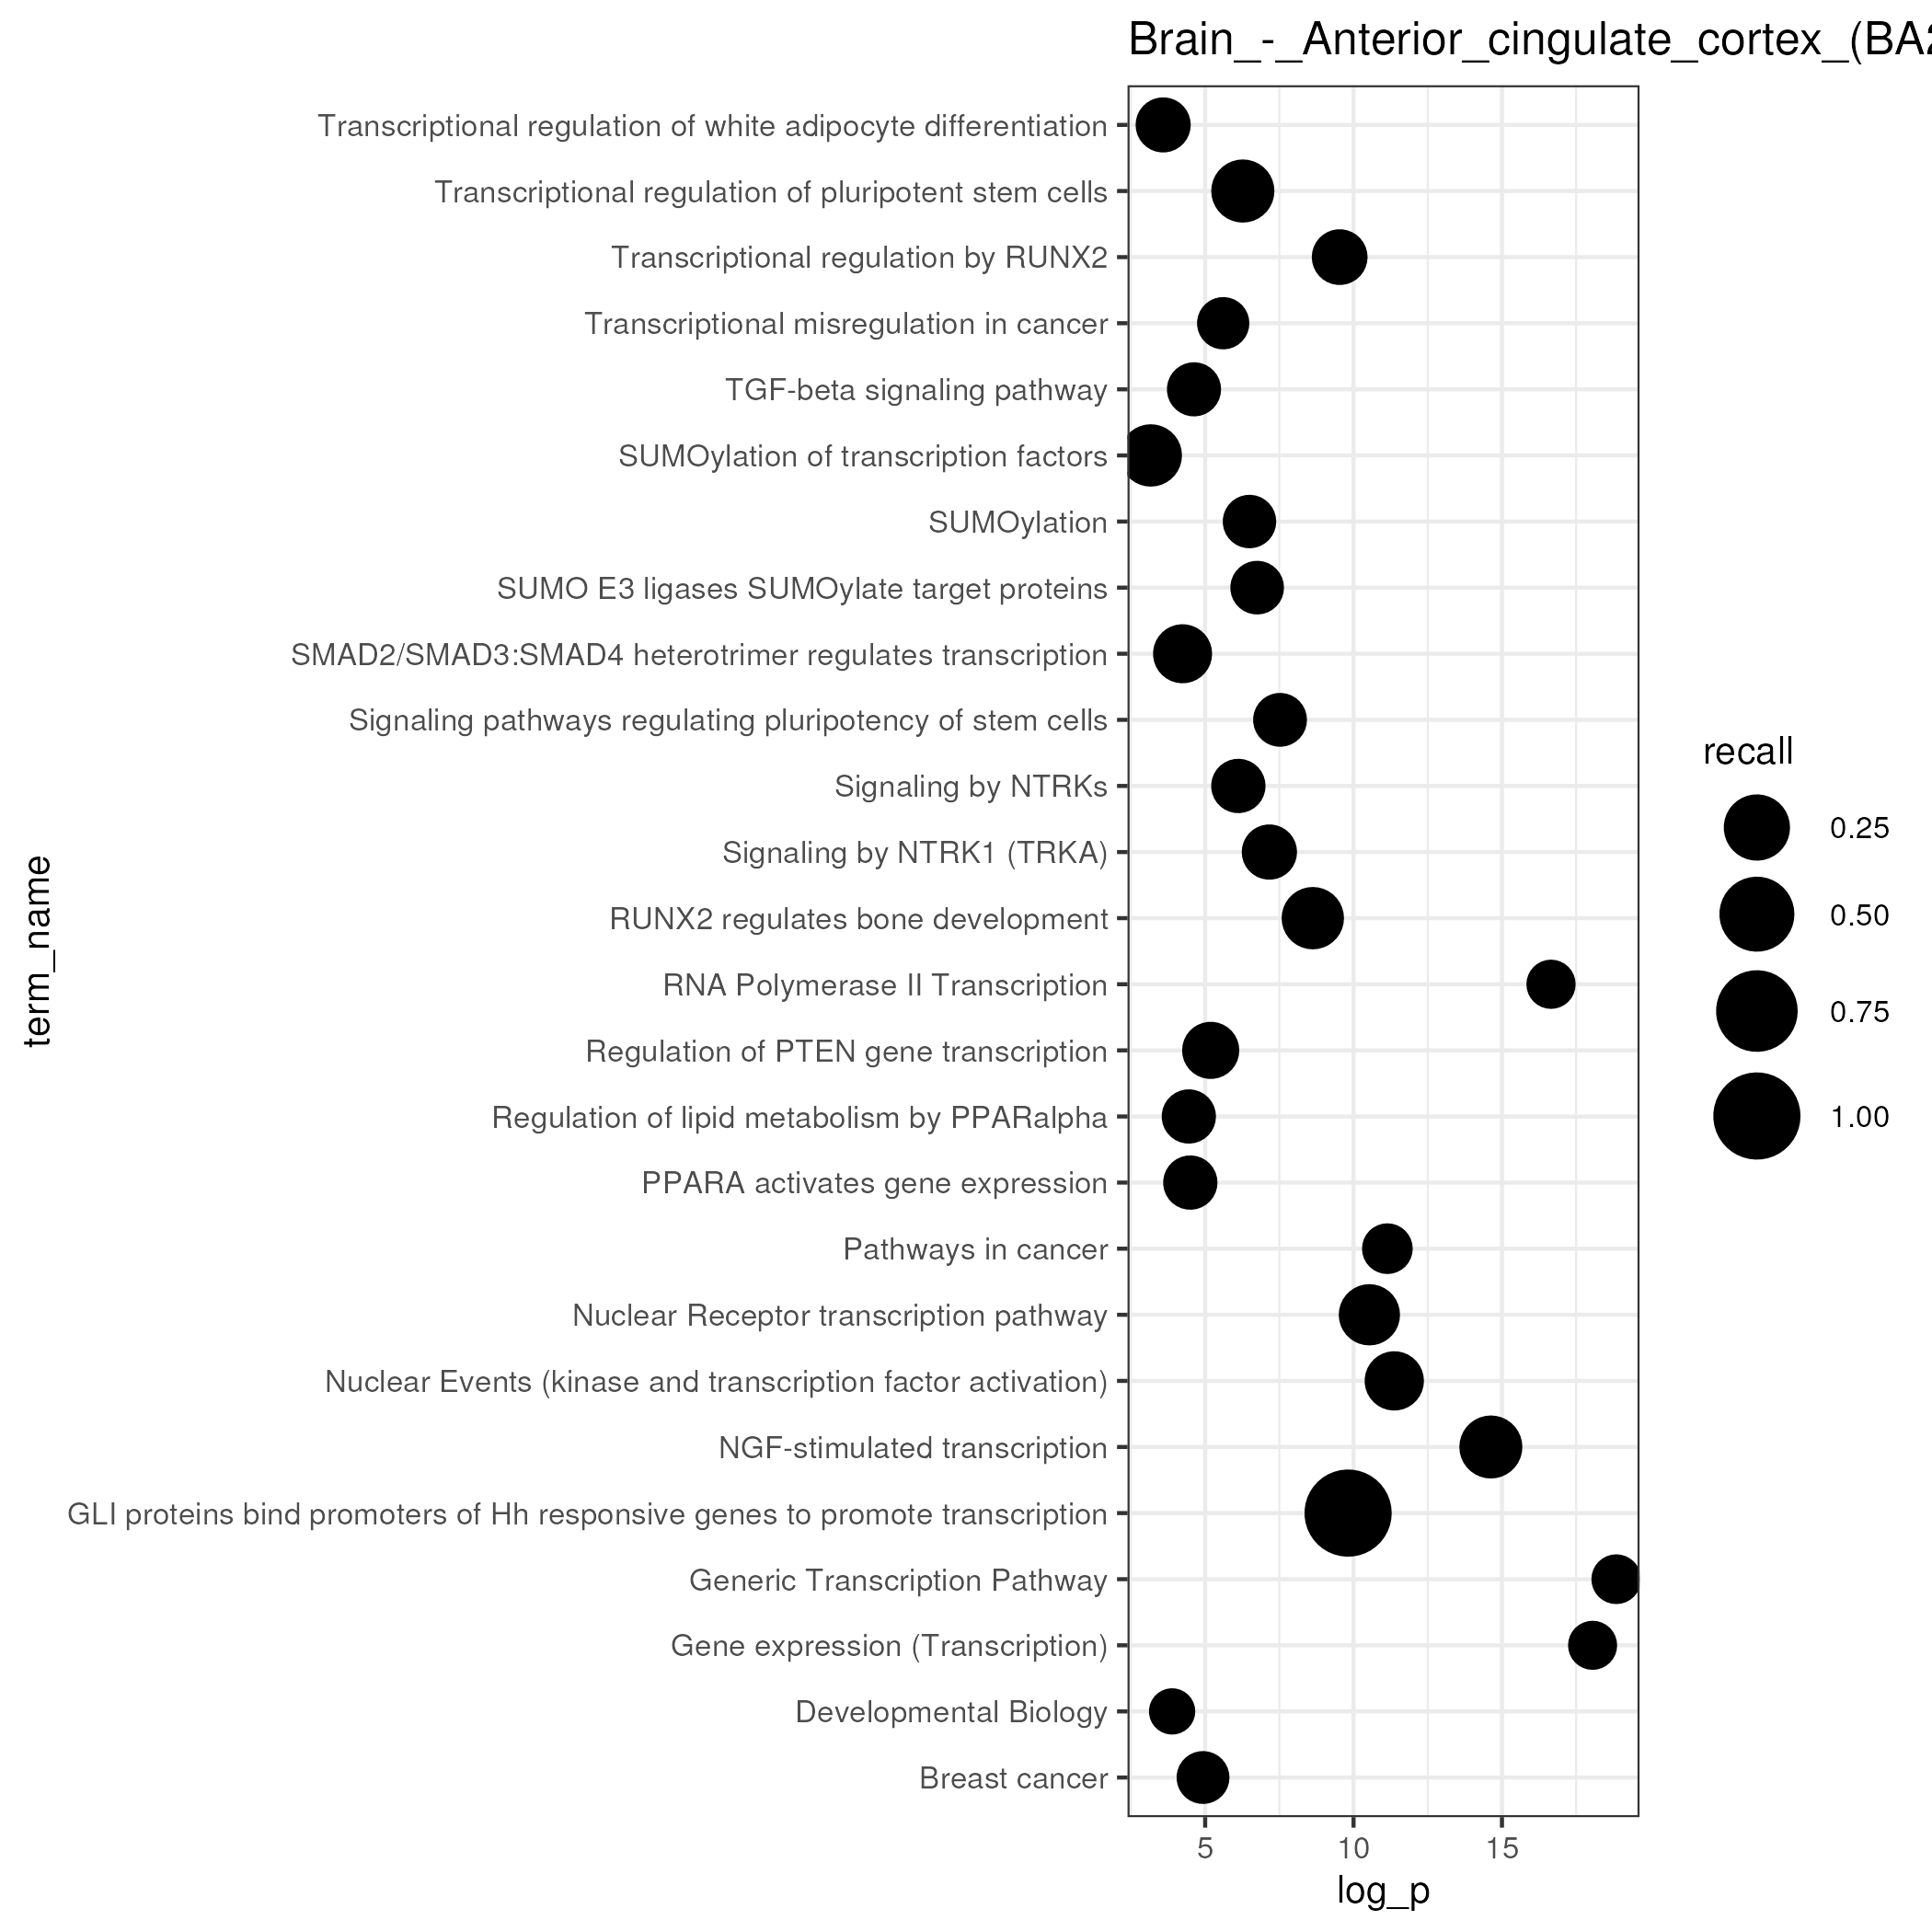 Brain_-_Anterior_cingulate_cortex_(BA2
Transcriptional regulation of white adipocyte differentiation
Transcriptional regulation of pluripotent stem cells
Transcriptional regulation by RUNX2
Transcriptional misregulation in cancer
TGF-beta signaling pathway
SUMOylation of transcription factors
SUMOylation
SUMO E3 ligases SUMOylate target proteins
SMAD2/SMAD3:SMAD4 heterotrimer regulates transcription
Signaling pathways regulating pluripotency of stem cells
Signaling by NTRKs
Signaling by NTRK1 (TRKA)
RUNX2 regulates bone development
RNA Polymerase II Transcription
Regulation of PTEN gene transcription
Regulation of lipid metabolism by PPARalpha
PPARA activates gene expression
Pathways in cancer
Nuclear Receptor transcription pathway
Nuclear Events (kinase and transcription factor activation)
NGF-stimulated transcription
GLI proteins bind promoters of Hh responsive genes to promote transcription
Generic Transcription Pathway
Gene expression (Transcription)
Developmental Biology
Breast cancer
term_name
5 10 15
log_p
recall
0.25
0.50
0.75
1.00